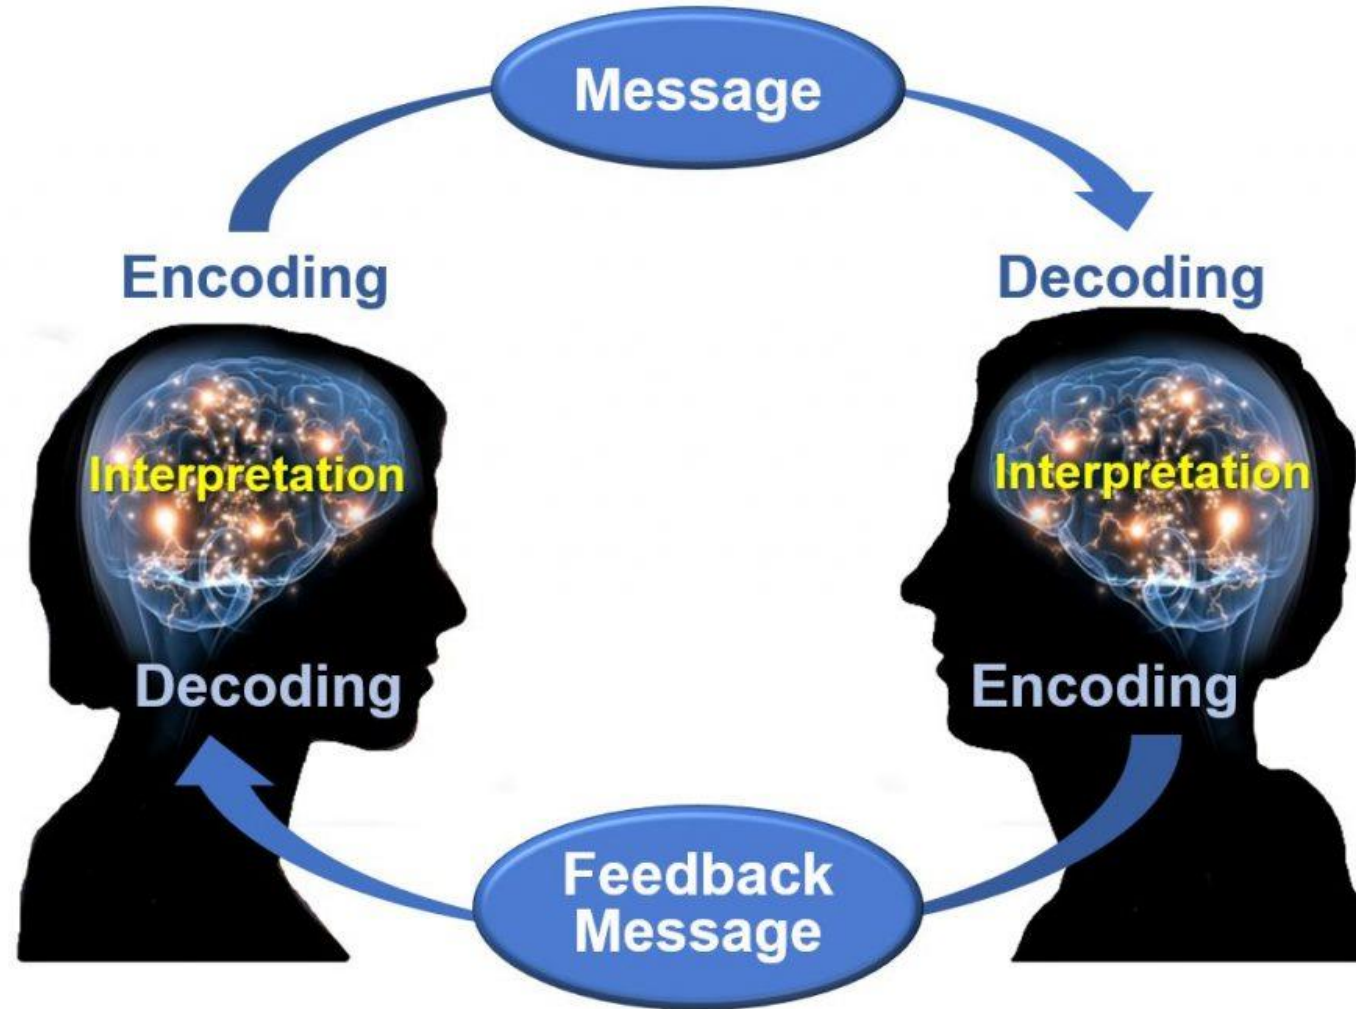 Message
Encoding
Decoding
Interpretation
Interpretation
Decoding
Encoding
Feedback
Message